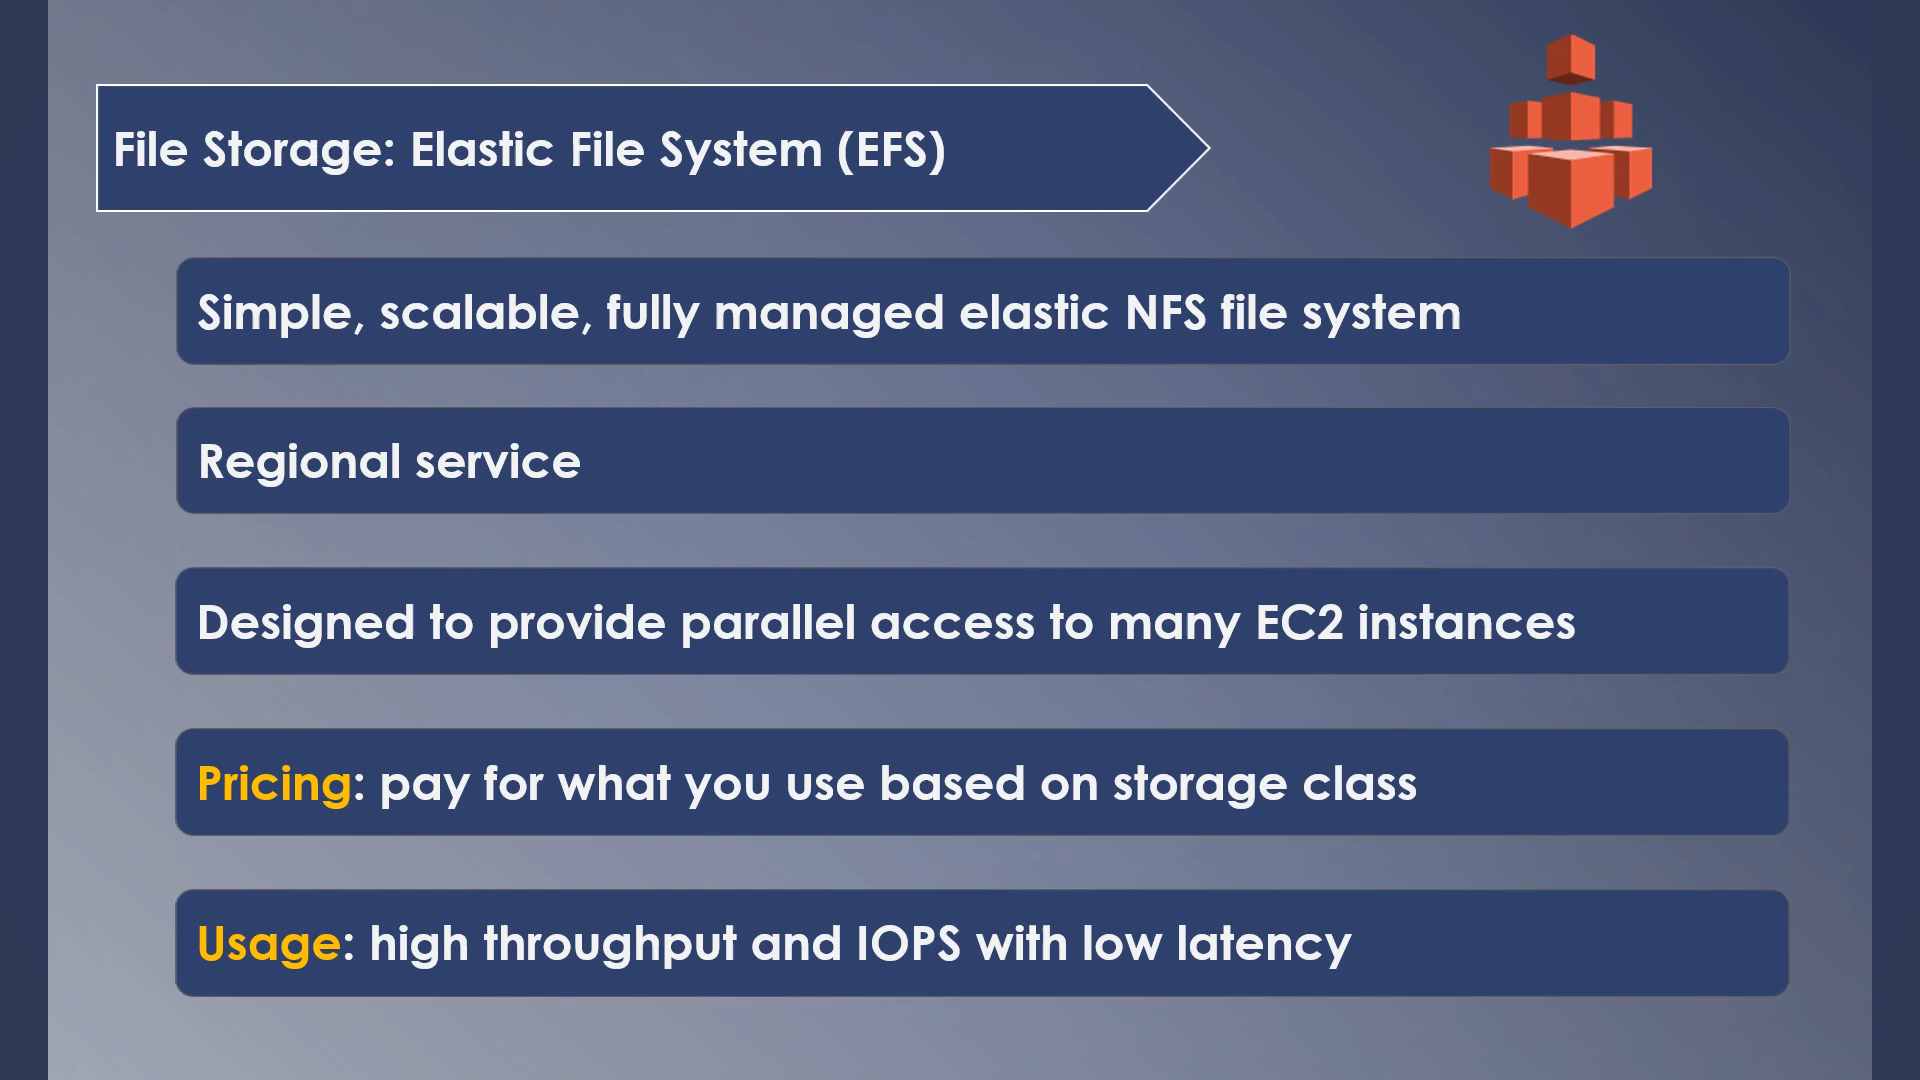 File Storage: Elastic File System (EFS)
Simple, scalable, fully managed elastic NFS file system
Regional service
Designed to provide parallel access to many EC2 instances
Pricing: pay for what you use based on storage class
Usage: high throughput and IOPS with low latency